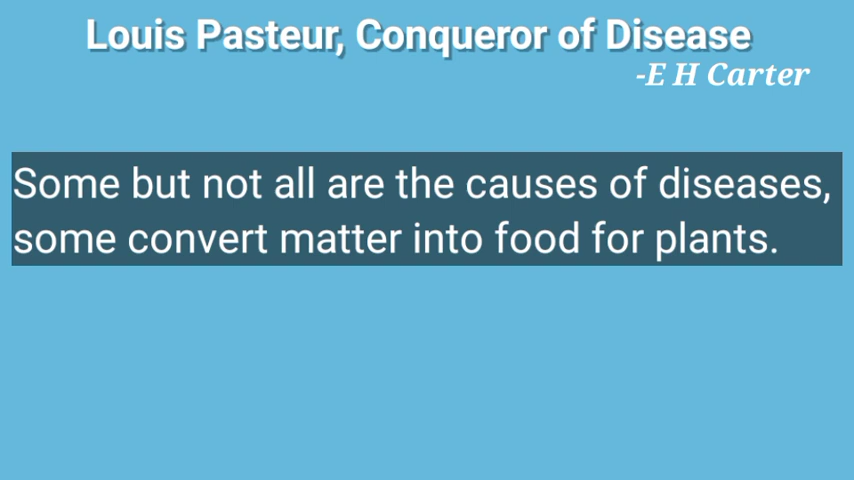 Louis Pasteur, Conqueror of Disease
-E H Carter
Some but not all are the causes of diseases,
some convert matter into food for plants.